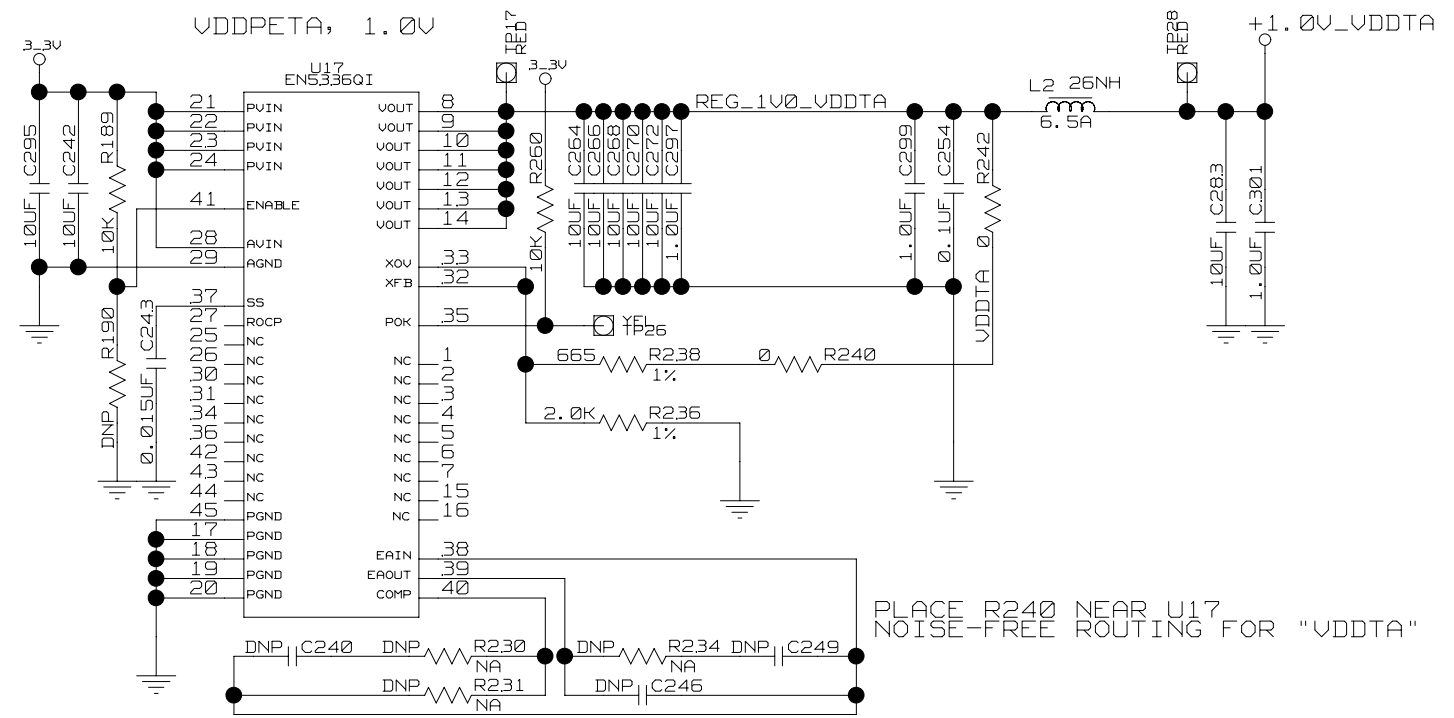 VDDPETA, 1.0V
TP17
RED
TP28
RED
+1.0V_VDDTA
3_3V
3_3V
U17
EN5336QI
L2 26NH
6.5A
REG_1V0_VDDTA
C295
10UF
C242
10UF
R189
10K
R190
DNP
C243
0.015UF
21 PVIN
22 PVIN
23 PVIN
24 PVIN
41 ENABLE
28 AVIN
29 AGND
37 SS
27 ROCP
25 NC
26 NC
30 NC
31 NC
34 NC
36 NC
42 NC
43 NC
44 NC
45 PGND
17 PGND
18 PGND
19 PGND
20 PGND
VOUT 8
VOUT 9
VOUT 10
VOUT 11
VOUT 12
VOUT 13
VOUT 14
XOV 33
XFB 32
POK 35
NC 1
NC 2
NC 3
NC 4
NC 5
NC 6
NC 7
NC 15
NC 16
EAIN 38
EAOUT 39
COMP 40
R260
10K
C264
10UF
C266
10UF
C268
10UF
C270
10UF
C272
10UF
C297
1.0UF
C299
1.0UF
C254
0.1UF
R242
0
VDDTA
C283
10UF
C301
1.0UF
YEL
TP26
665 R238
1%
0 R240
2.0K R236
1%
PLACE R240 NEAR U17
NOISE-FREE ROUTING FOR "VDDTA"
DNP C240
DNP R230
NA
DNP R234
NA
DNP C249
DNP R231
NA
DNP C246